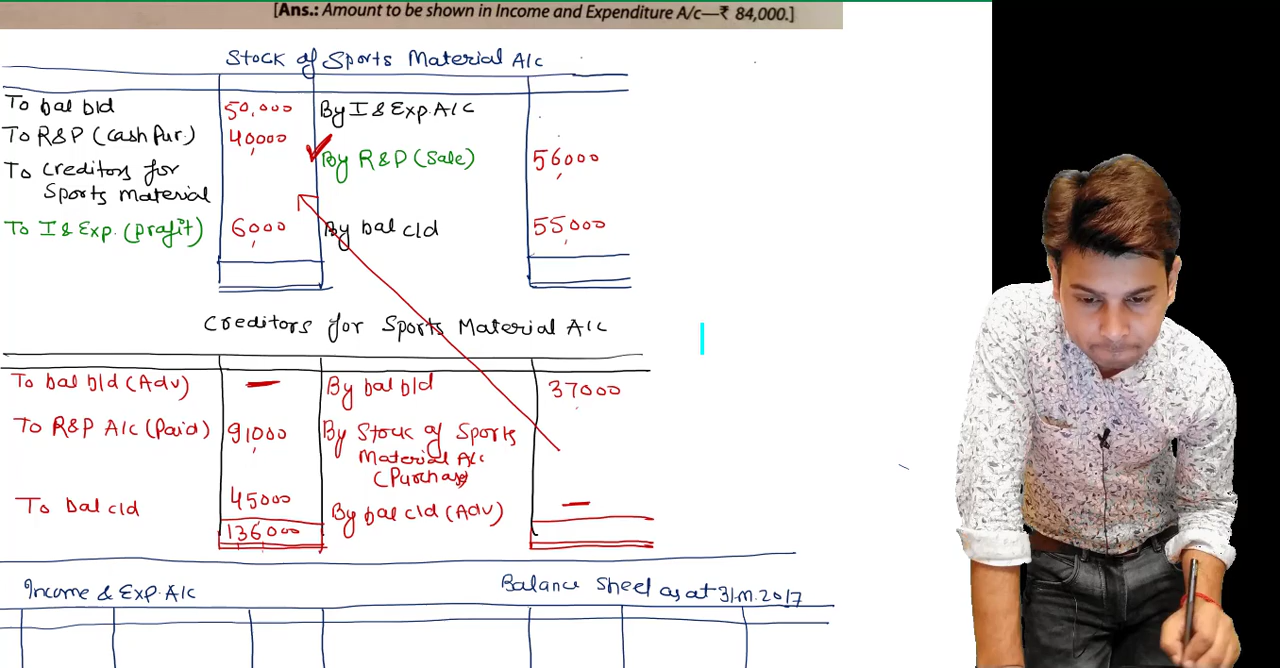 [Ans.: Amount to be shown in Income and Expenditure A/c—₹ 84,000.]
Stock of Sports Material A/c
To bal b/d 50,000 By I & Exp. A/c
To R&P (Cash Pur.) 40000
By R&P (Sale) 56000
To Creditors for
Sports Material
To I & Exp. (Profit) 6000 By bal c/d 55000
Creditors for Sports Material A/c
To bal b/d (Adv) — By bal b/d 37000
To R&P A/c (Paid) 91000 By Stock of Sports
Material A/c
(Purchase)
To bal c/d 45000 By bal c/d (Adv) —
136000
Income & Exp. A/c Balance Sheet as at 31.m.2017